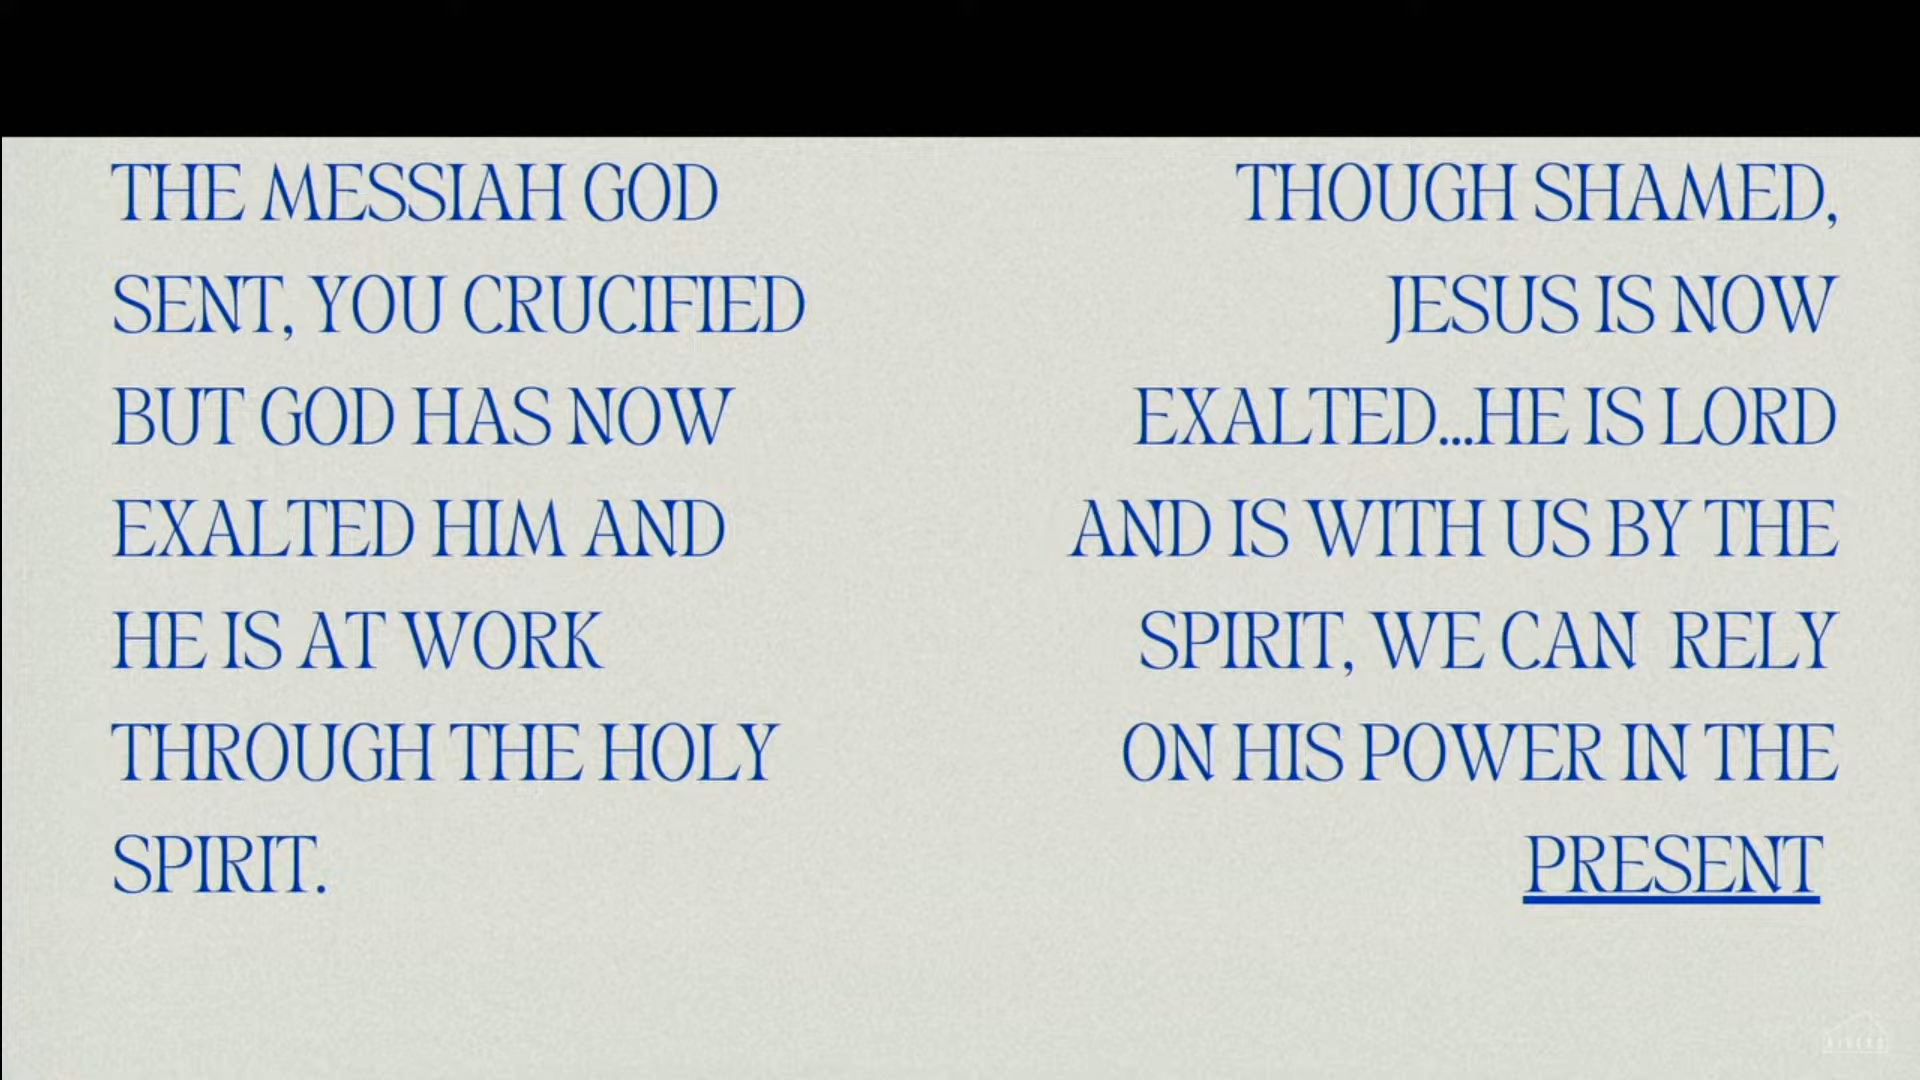 THE MESSIAH GOD
SENT, YOU CRUCIFIED
BUT GOD HAS NOW
EXALTED HIM AND
HE IS AT WORK
THROUGH THE HOLY
SPIRIT.
THOUGH SHAMED,
JESUS IS NOW
EXALTED...HE IS LORD
AND IS WITH US BY THE
SPIRIT, WE CAN RELY
ON HIS POWER IN THE
PRESENT